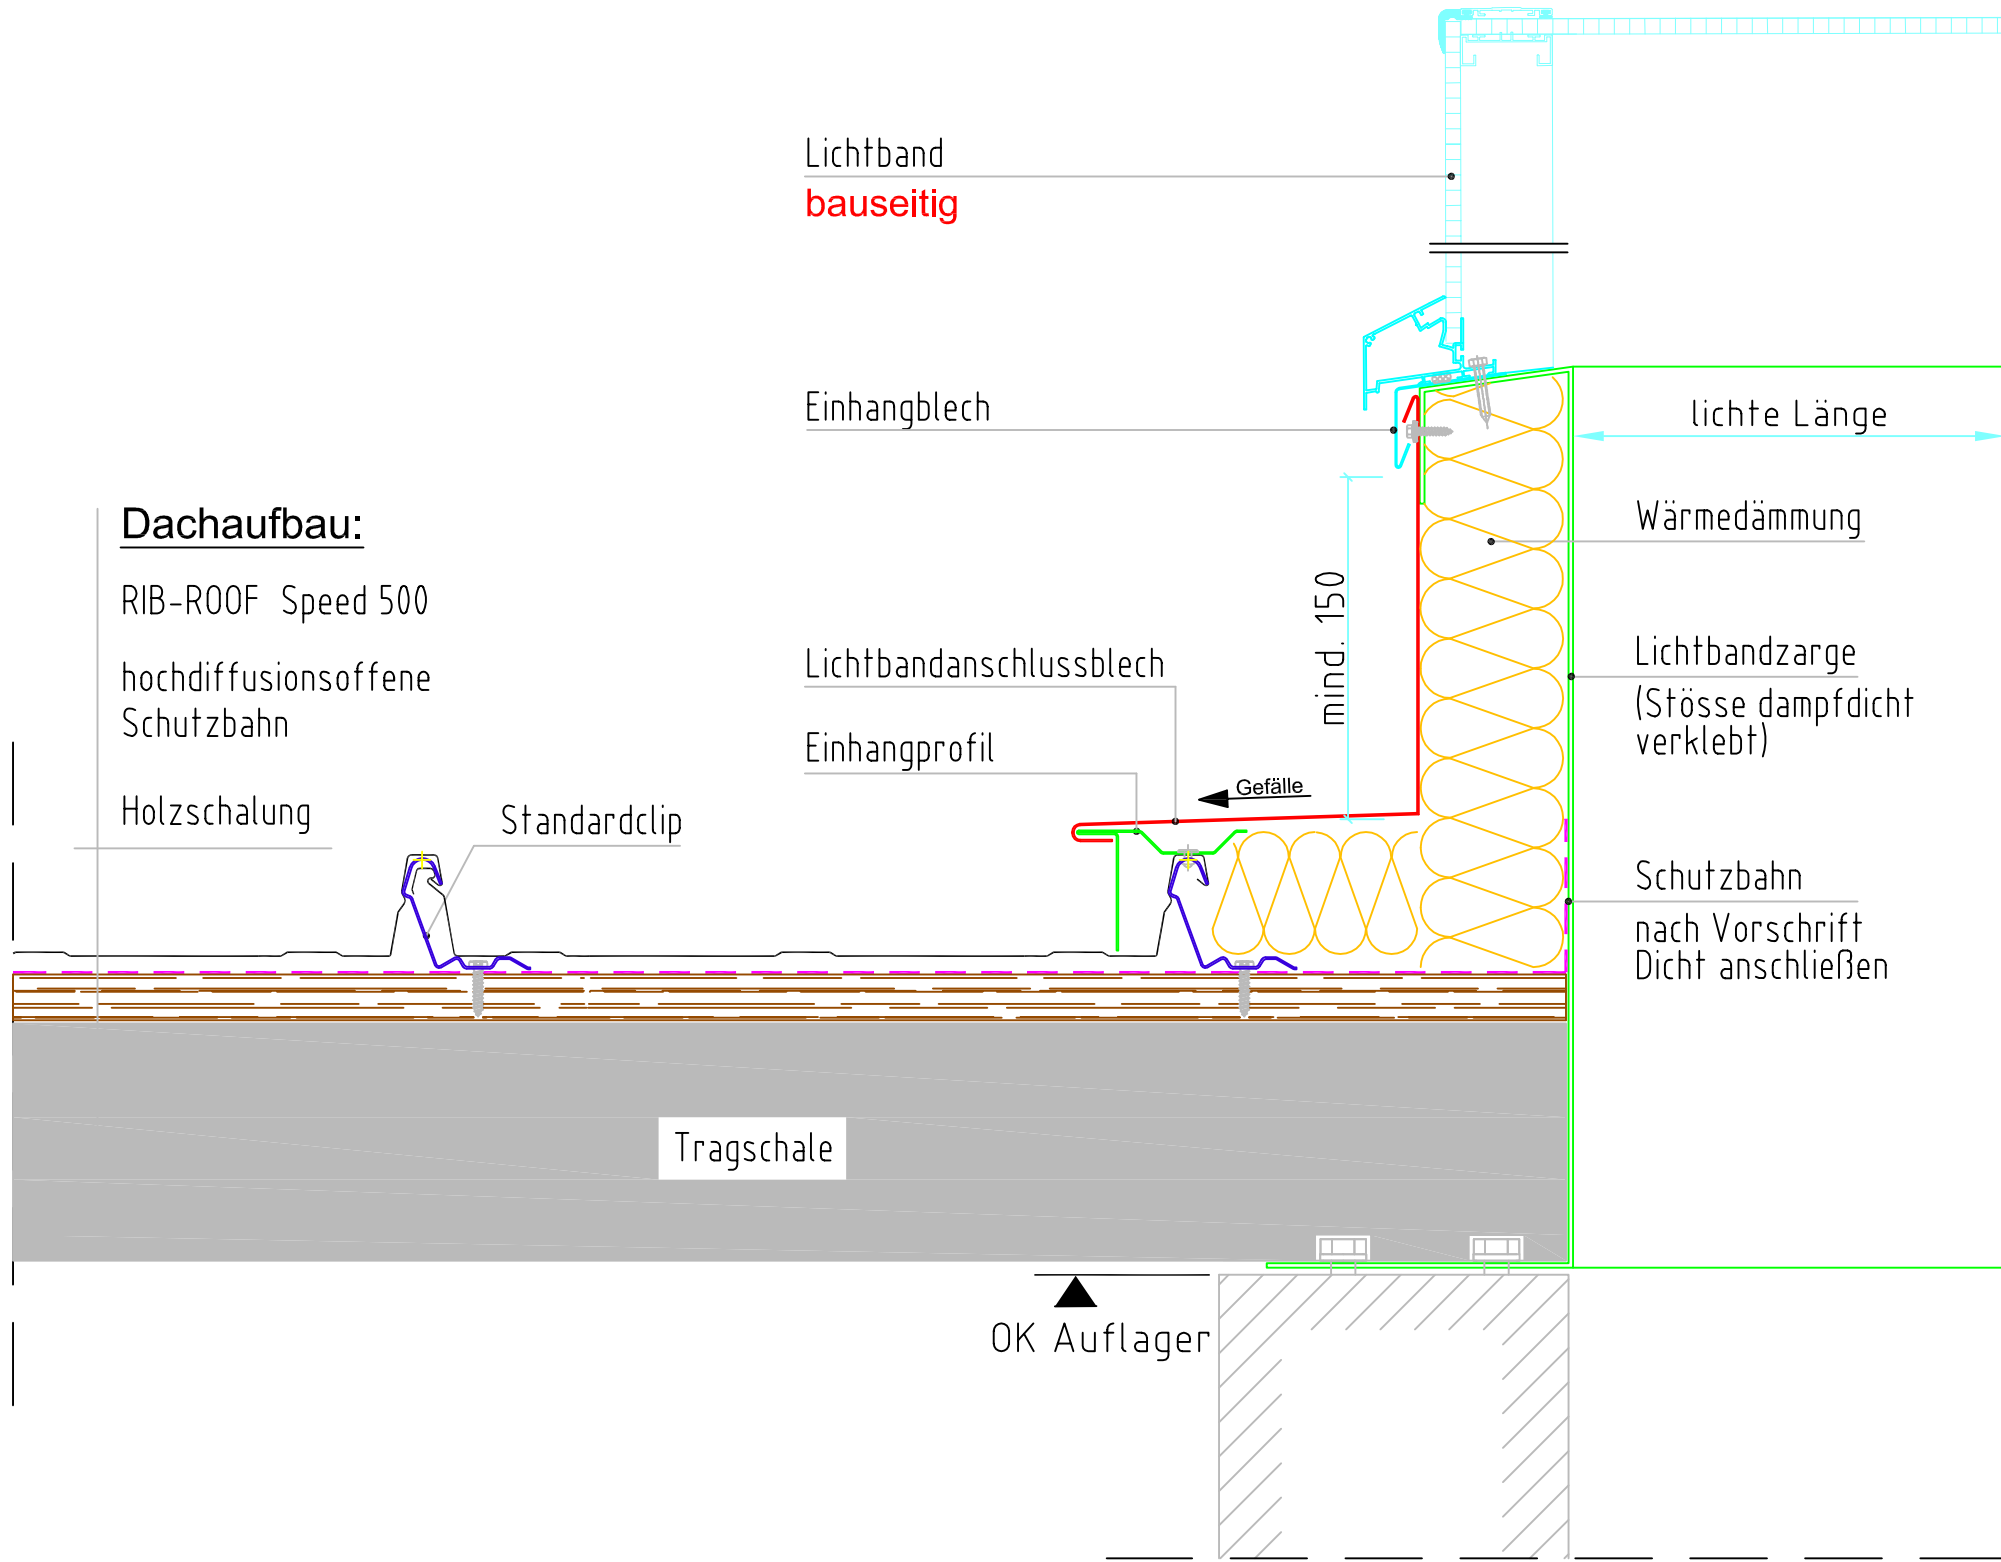 Lichtband
bauseitig
Einhangblech
lichte Länge
Dachaufbau:
RIB-ROOF Speed 500
hochdiffusionsoffene
Schutzbahn
Holzschalung
Standardclip
Wärmedämmung
mind. 150
Lichtbandanschlussblech
Einhangprofil
Gefälle
Lichtbandzarge
(Stösse dampfdicht
verklebt)
Schutzbahn
nach Vorschrift
Dicht anschließen
Tragschale
OK Auflager